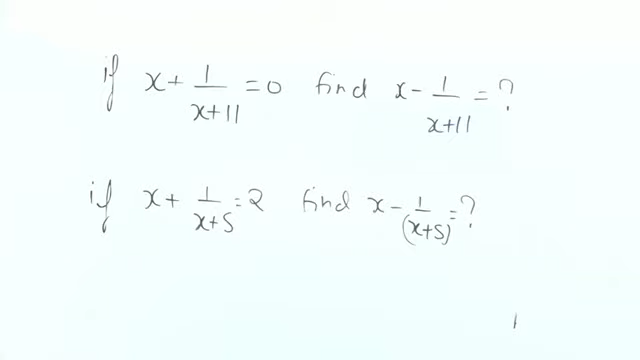 if x + 1/(x+11) = 0 find x - 1/(x+11) = ?
if x + 1/(x+5) = 2 find x - 1/(x+5) = ?